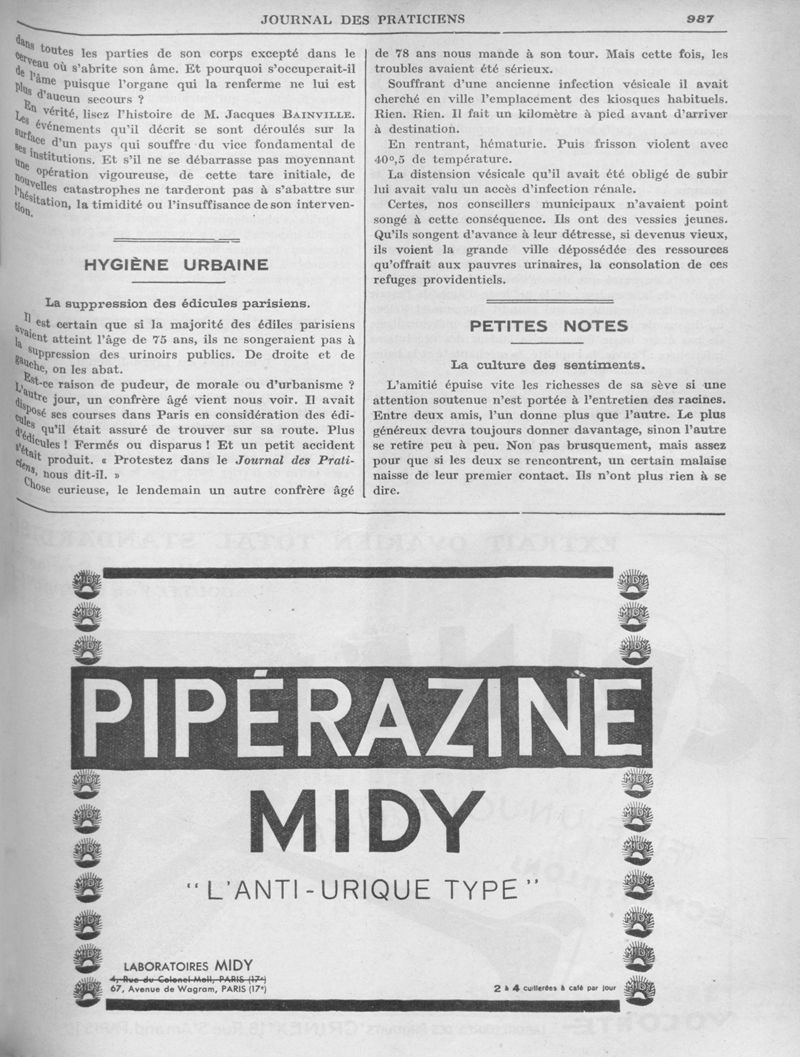 JOURNAL DES PRATICIENS
987
dans toutes les parties de son corps excepté dans le
cerveau où s'abrite son âme. Et pourquoi s'occuperait-il
de l'âme puisque l'organe qui la renferme ne lui est
plus d'aucun secours ?
En vérité, lisez l'histoire de M. Jacques BAINVILLE.
Les événements qu'il décrit se sont déroulés sur la
surface d'un pays qui souffre du vice fondamental de
ses institutions. Et s'il ne se débarrasse pas moyennant
une opération vigoureuse, de cette tare initiale, de
nouvelles catastrophes ne tarderont pas à s'abattre sur
l'hésitation, la timidité ou l'insuffisance de son interven-
tion.
HYGIÈNE URBAINE
La suppression des édicules parisiens.
Il est certain que si la majorité des édiles parisiens
avaient atteint l'âge de 75 ans, ils ne songeraient pas à
la suppression des urinoirs publics. De droite et de
gauche, on les abat.
Est-ce raison de pudeur, de morale ou d'urbanisme ?
L'autre jour, un confrère âgé vient nous voir. Il avait
disposé ses courses dans Paris en considération des édi-
cules qu'il était assuré de trouver sur sa route. Plus
d'édicules ! Fermés ou disparus ! Et un petit accident
s'était produit. « Protestez dans le Journal des Prati-
ciens, nous dit-il. »
Chose curieuse, le lendemain un autre confrère âgé
de 78 ans nous mande à son tour. Mais cette fois, les
troubles avaient été sérieux.
Souffrant d'une ancienne infection vésicale il avait
cherché en ville l'emplacement des kiosques habituels.
Rien. Rien. Il fait un kilomètre à pied avant d'arriver
à destination.
En rentrant, hématurie. Puis frisson violent avec
40°,5 de température.
La distension vésicale qu'il avait été obligé de subir
lui avait valu un accès d'infection rénale.
Certes, nos conseillers municipaux n'avaient point
songé à cette conséquence. Ils ont des vessies jeunes.
Qu'ils songent d'avance à leur détresse, si devenus vieux,
ils voient la grande ville dépossédée des ressources
qu'offrait aux pauvres urinaires, la consolation de ces
refuges providentiels.
PETITES NOTES
La culture des sentiments.
L'amitié épuise vite les richesses de sa sève si une
attention soutenue n'est portée à l'entretien des racines.
Entre deux amis, l'un donne plus que l'autre. Le plus
généreux devra toujours donner davantage, sinon l'autre
se retire peu à peu. Non pas brusquement, mais assez
pour que si les deux se rencontrent, un certain malaise
naisse de leur premier contact. Ils n'ont plus rien à se
dire.
PIPÉRAZINE
MIDY
"L'ANTI-URIQUE TYPE"
LABORATOIRES MIDY
4, Rue du Colonel-Moll, PARIS (17e)
67, Avenue de Wagram, PARIS (17e)
2 à 4 cuillerées à café par jour